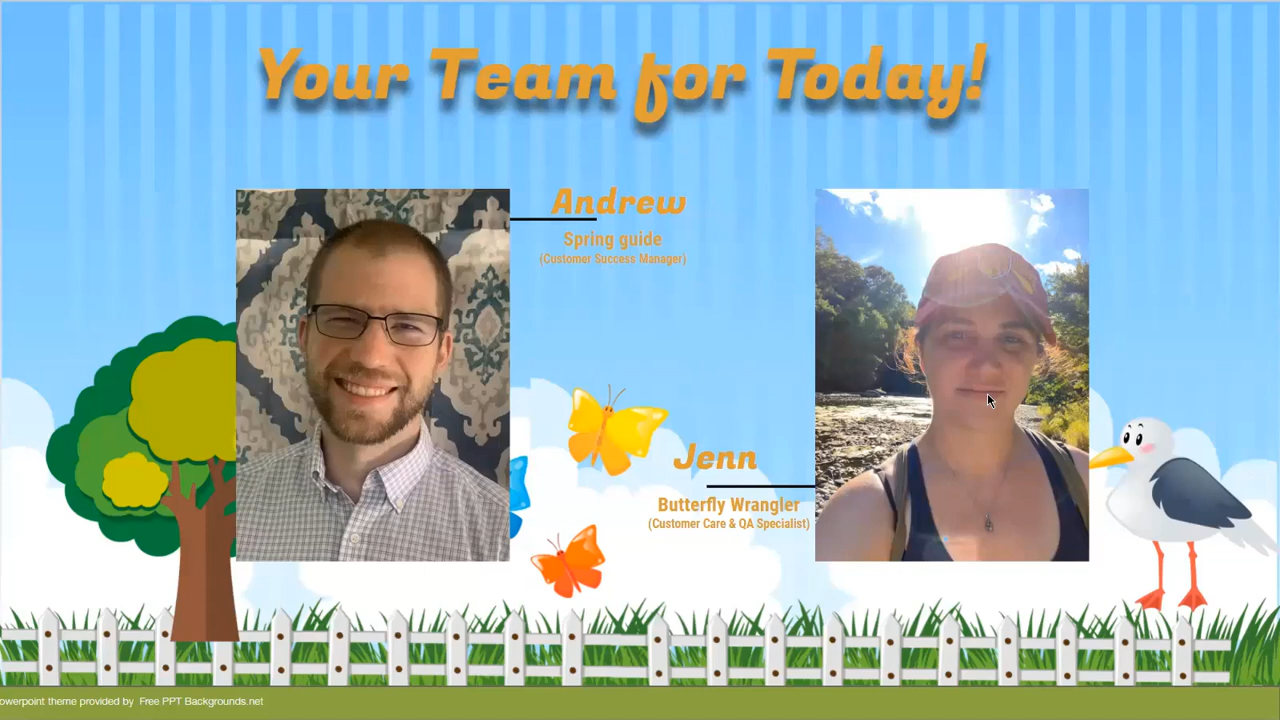 Your Team for Today!
Andrew
Spring guide
(Customer Success Manager)
Jenn
Butterfly Wrangler
(Customer Care & QA Specialist)
owerpoint theme provided by Free PPT Backgrounds.net